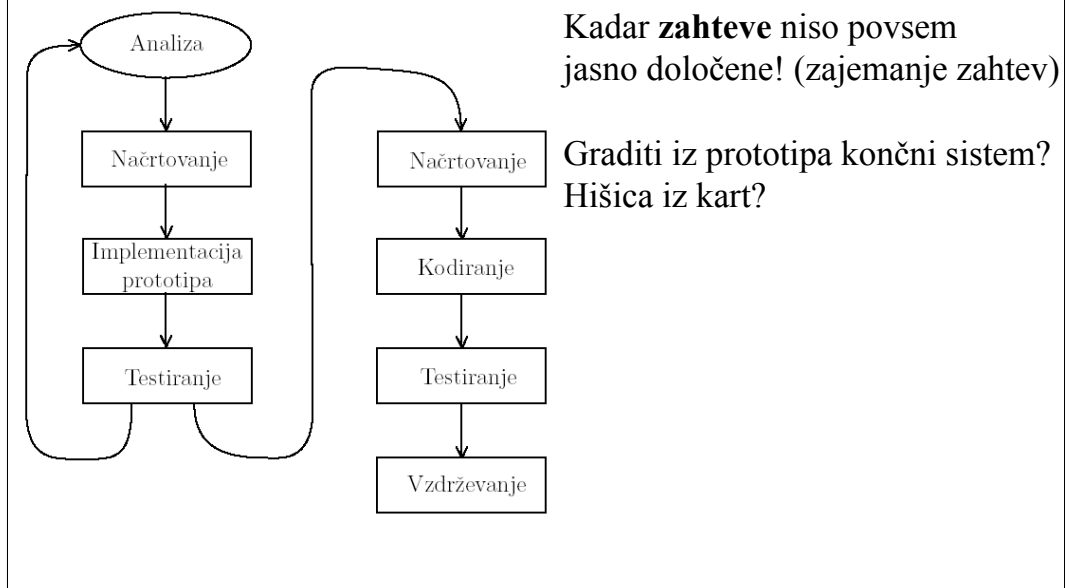 Analiza
Načrtovanje
Implementacija
prototipa
Testiranje
Načrtovanje
Kodiranje
Testiranje
Vzdrževanje
Kadar zahteve niso povsem
jasno določene! (zajemanje zahtev)
Graditi iz prototipa končni sistem?
Hišica iz kart?